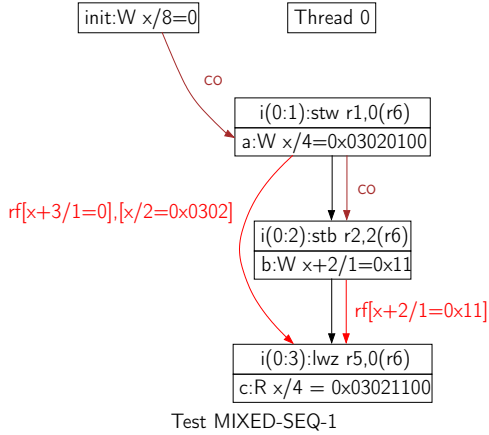 init:W x/8=0
Thread 0
co
i(0:1):stw r1,0(r6)
a:W x/4=0x03020100
rf[x+3/1=0],[x/2=0x0302]
co
i(0:2):stb r2,2(r6)
b:W x+2/1=0x11
rf[x+2/1=0x11]
i(0:3):lwz r5,0(r6)
c:R x/4 = 0x03021100
Test MIXED-SEQ-1